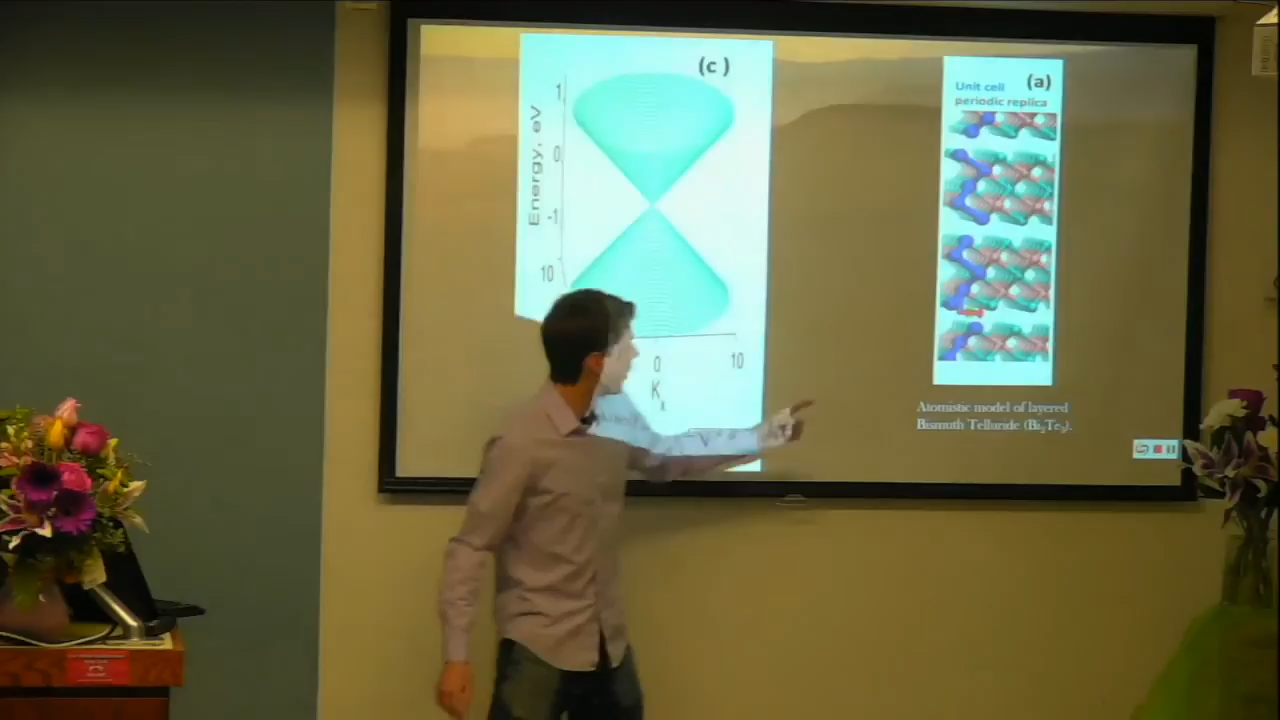 (c )
Energy, eV
1
0
-1
10
0
10
K x
Unit cell
(a)
periodic replica
Atomistic model of layered
Bismuth Telluride (Bi₂Te₃).